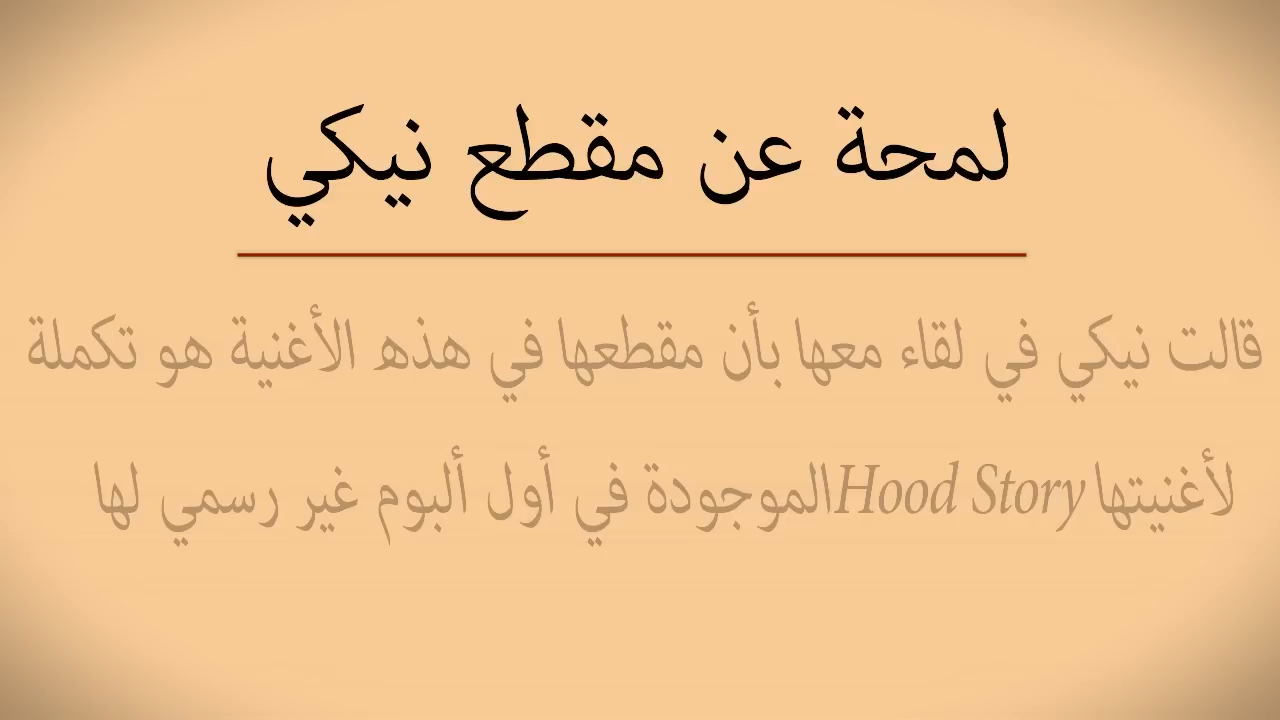 لمحة عن مقطع نيكي
قالت نيكي في لقاء معها بأن مقطعها في هذه الأغنية هو تكملة
لأغنيتها Hood Story الموجودة في أول ألبوم غير رسمي لها